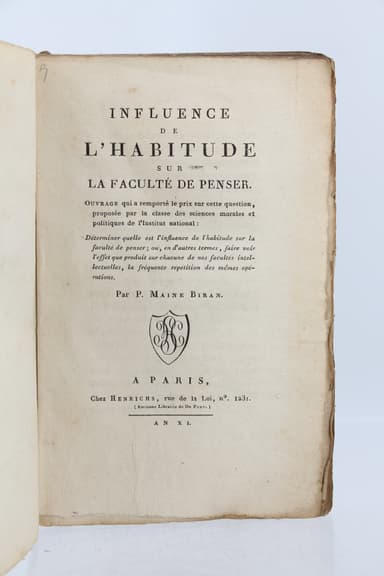 INFLUENCE
DE
L'HABITUDE
SUR
LA FACULTÉ DE PENSER.
OUVRAGE qui a remporté le prix sur cette question,
proposée par la classe des sciences morales et
politiques de l'Institut national :
Déterminer quelle est l'influence de l'habitude sur la
faculté de penser; ou, en d'autres termes, faire voir
l'effet que produit sur chacune de nos facultés intel-
lectuelles, la fréquente repetition des mêmes opé-
rations.
Par P. MAINE BIRAN.
A PARIS,
Chez HENRICHS, rue de la Loi, nº. 1231.
(Ancienne Librairie de Du Pont.)
AN XI.